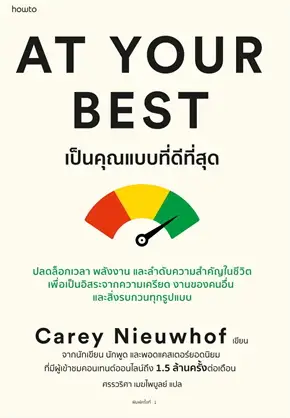 howto
AT YOUR
BEST
เป็นคุณแบบที่ดีที่สุด
ปลดล็อกเวลา พลังงาน และลำดับความสำคัญในชีวิต
เพื่อเป็นอิสระจากความเครียด งานของคนอื่น
และสิ่งรบกวนทุกรูปแบบ
Carey Nieuwhof เขียน
จากนักเขียน นักพูด และพอดแคสเตอร์ยอดนิยม
ที่มีผู้เข้าชมคอนเทนต์ออนไลน์ถึง 1.5 ล้านครั้งต่อเดือน
ศรรวริศา เมฆไพบูลย์ แปล
พิมพ์ครั้งที่ 1